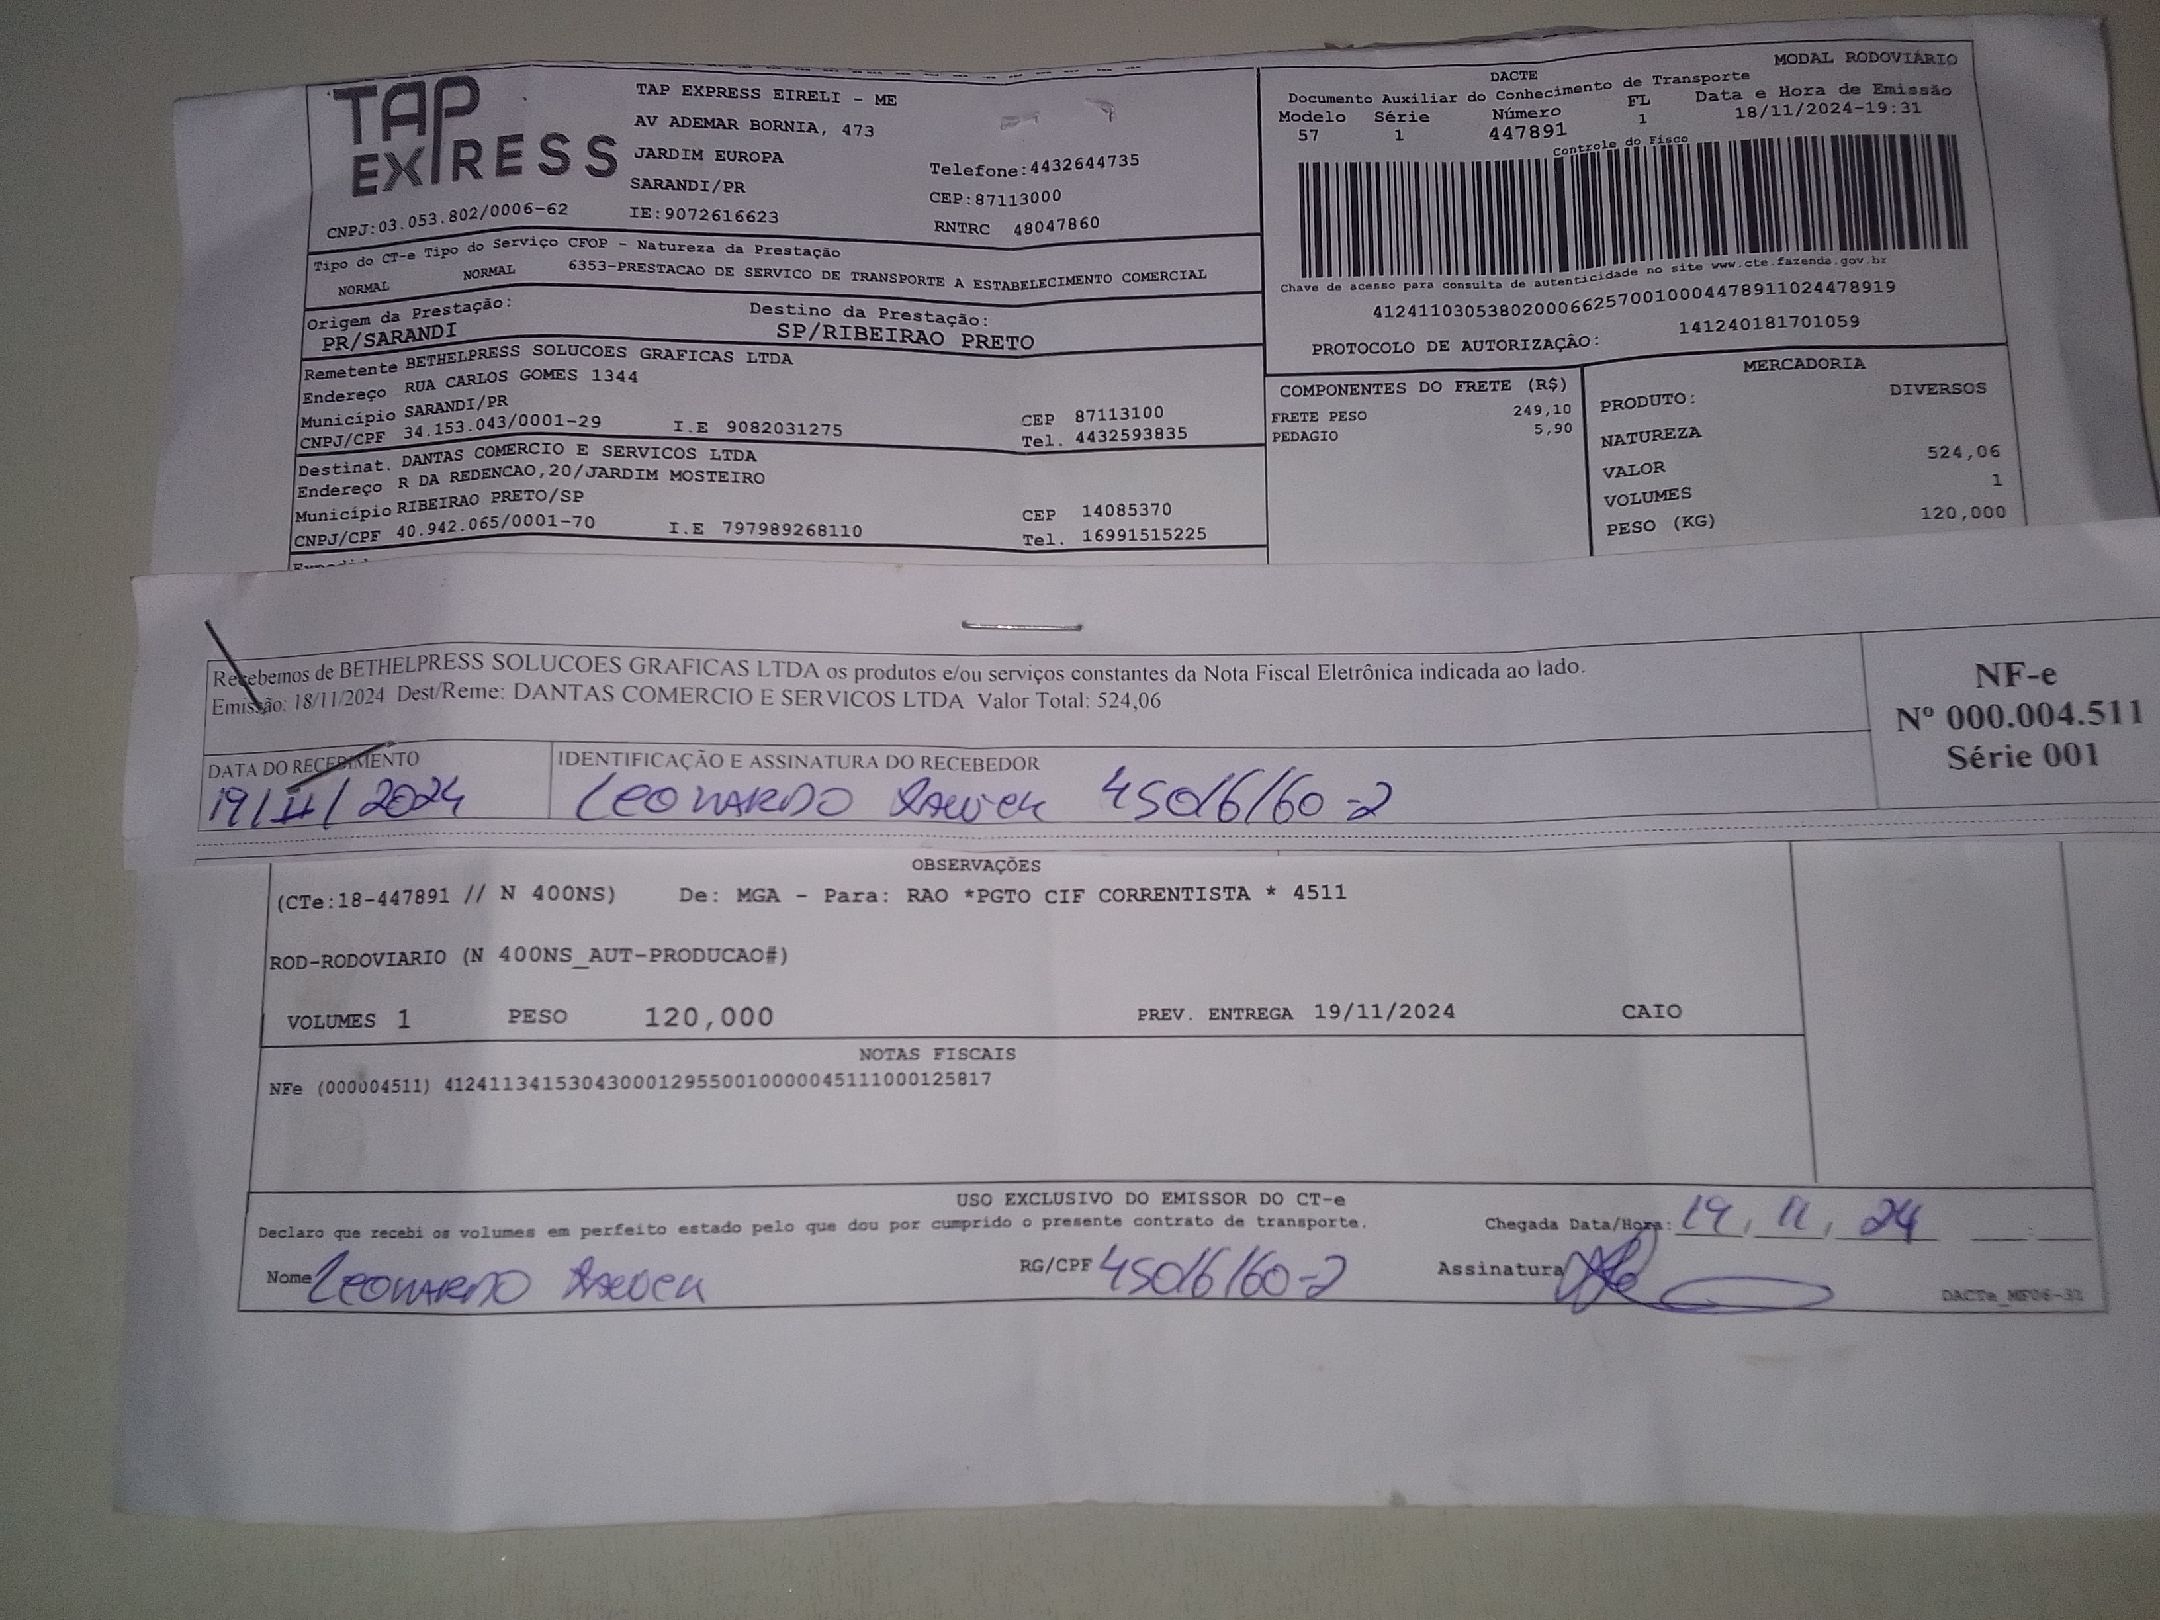 TAP EXPRESS
TAP EXPRESS EIRELI - ME
AV ADEMAR BORNIA, 473
JARDIM EUROPA
SARANDI/PR
IE:9072616623
Telefone:4432644735
CEP:87113000
RNTRC 48047860
CNPJ:03.053.802/0006-62
MODAL RODOVIÁRIO
DACTE
Documento Auxiliar do Conhecimento de Transporte
Modelo Série Número FL Data e Hora de Emissão
57 1 447891 1 18/11/2024-19:31
Controle do Fisco
Chave de acesso para consulta de autenticidade no site www.cte.fazenda.gov.br
41241103053802000662570010004478911024478919
PROTOCOLO DE AUTORIZAÇÃO: 141240181701059
Tipo do CT-e Tipo do Serviço CFOP - Natureza da Prestação
NORMAL NORMAL 6353-PRESTACAO DE SERVICO DE TRANSPORTE A ESTABELECIMENTO COMERCIAL
Origem da Prestação: Destino da Prestação:
PR/SARANDI SP/RIBEIRAO PRETO
Remetente BETHELPRESS SOLUCOES GRAFICAS LTDA
Endereço RUA CARLOS GOMES 1344
Município SARANDI/PR CEP 87113100
CNPJ/CPF 34.153.043/0001-29 I.E 9082031275 Tel. 4432593835
Destinat. DANTAS COMERCIO E SERVICOS LTDA
Endereço R DA REDENCAO,20/JARDIM MOSTEIRO
Município RIBEIRAO PRETO/SP CEP 14085370
CNPJ/CPF 40.942.065/0001-70 I.E 797989268110 Tel. 16991515225
COMPONENTES DO FRETE (R$)
FRETE PESO 249,10
PEDAGIO 5,90
MERCADORIA
PRODUTO: DIVERSOS
NATUREZA
VALOR 524,06
VOLUMES 1
PESO (KG) 120,000
Recebemos de BETHELPRESS SOLUCOES GRAFICAS LTDA os produtos e/ou serviços constantes da Nota Fiscal Eletrônica indicada ao lado.
Emissão: 18/11/2024 Dest/Reme: DANTAS COMERCIO E SERVICOS LTDA Valor Total: 524,06
NF-e
Nº 000.004.511
Série 001
DATA DO RECEBIMENTO IDENTIFICAÇÃO E ASSINATURA DO RECEBEDOR
19/11/2024 LEONARDO
OBSERVAÇÕES
(CTe:18-447891 // N 400NS) De: MGA - Para: RAO *PGTO CIF CORRENTISTA * 4511
ROD-RODOVIARIO (N 400NS_AUT-PRODUCAO#)
VOLUMES 1 PESO 120,000 PREV. ENTREGA 19/11/2024 CAIO
NOTAS FISCAIS
NFe (000004511) 41241134153043000129550010000045111000125817
USO EXCLUSIVO DO EMISSOR DO CT-e
Declaro que recebi os volumes em perfeito estado pelo que dou por cumprido o presente contrato de transporte. Chegada Data/Hora: 19, 11, 24
Nome LEONARDO RG/CPF Assinatura
DACTe_MF06-31